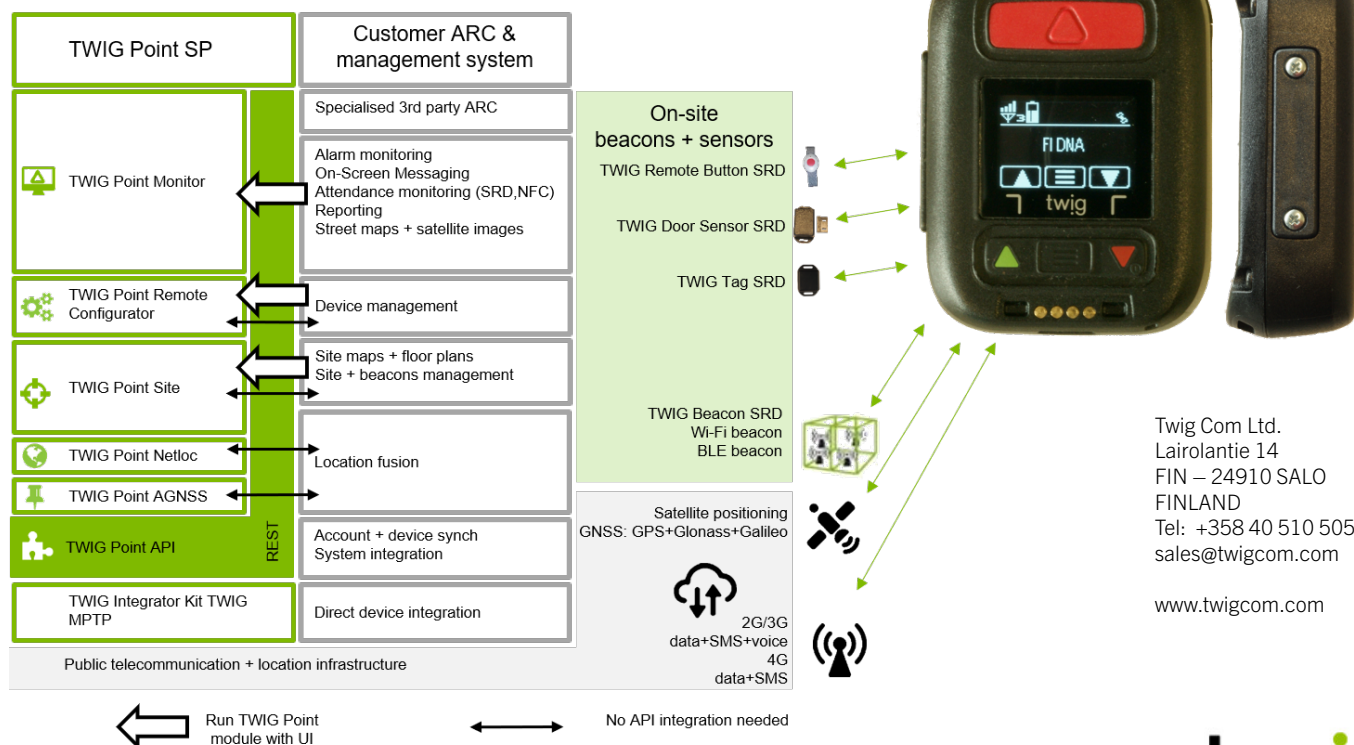 TWIG Point SP
Customer ARC &
management system
TWIG Point Monitor
Specialised 3rd party ARC
Alarm monitoring
On-Screen Messaging
Attendance monitoring (SRD,NFC)
Reporting
Street maps + satellite images
TWIG Point Remote
Configurator
Device management
TWIG Point Site
Site maps + floor plans
Site + beacons management
TWIG Point Netloc
Location fusion
TWIG Point AGNSS
TWIG Point API
REST
Account + device synch
System integration
TWIG Integrator Kit TWIG
MPTP
Direct device integration
Public telecommunication + location infrastructure
On-site
beacons + sensors
TWIG Remote Button SRD
TWIG Door Sensor SRD
TWIG Tag SRD
TWIG Beacon SRD
Wi-Fi beacon
BLE beacon
Satellite positioning
GNSS: GPS+Glonass+Galileo
2G/3G
data+SMS+voice
4G
data+SMS
Run TWIG Point
module with UI
No API integration needed
3G
FI DNA
twig
Twig Com Ltd.
Lairolantie 14
FIN – 24910 SALO
FINLAND
Tel: +358 40 510 505
sales@twigcom.com
www.twigcom.com